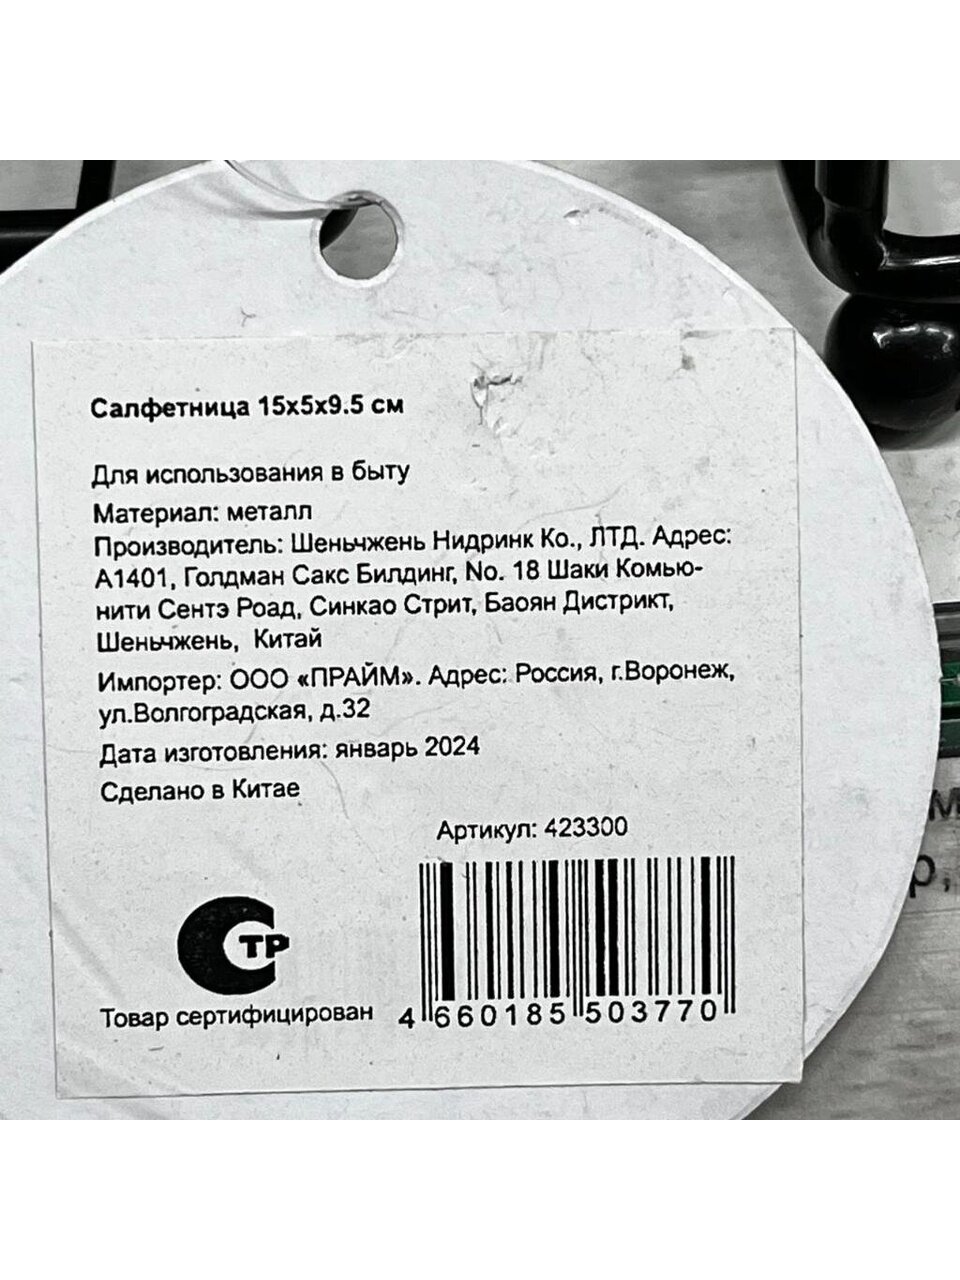 Салфетница 15x5x9.5 см
Для использования в быту
Материал: металл
Производитель: Шеньчжень Нидринк Ко., ЛТД. Адрес:
А1401, Голдман Сакс Билдинг, No. 18 Шаки Комью-
нити Сентэ Роад, Синкао Стрит, Баоян Дистрикт,
Шеньчжень, Китай
Импортер: ООО «ПРАЙМ». Адрес: Россия, г.Воронеж,
ул.Волгоградская, д.32
Дата изготовления: январь 2024
Сделано в Китае
Артикул: 423300
СТР
Товар сертифицирован
4 660185 503770